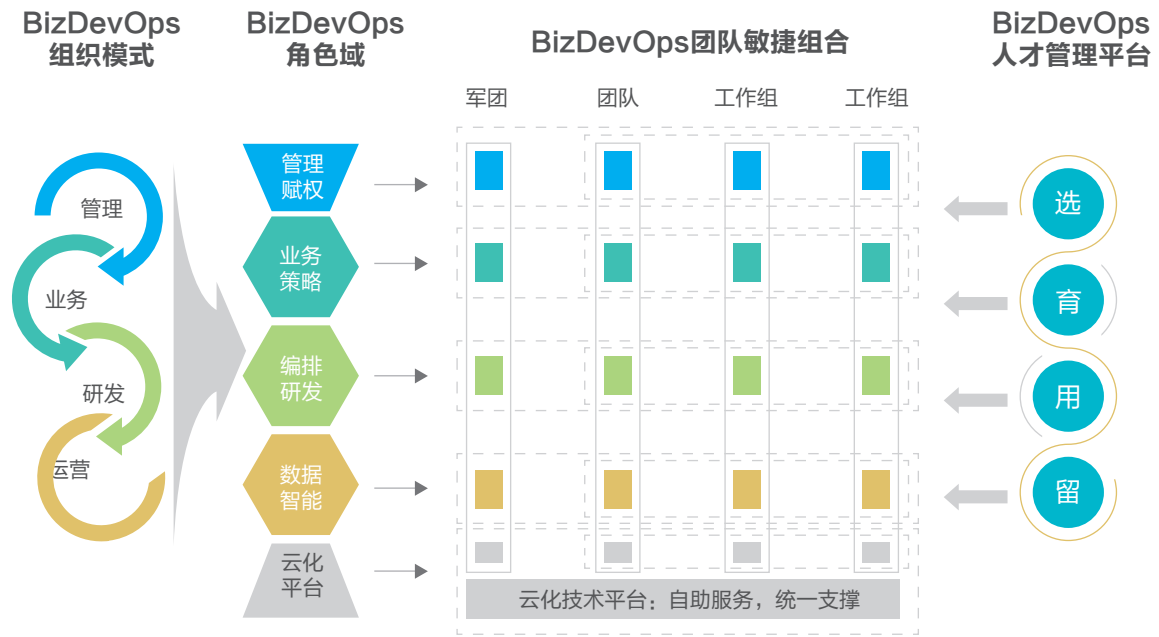 BizDevOps
组织模式
BizDevOps
角色域
BizDevOps团队敏捷组合
BizDevOps
人才管理平台
军团
团队
工作组
工作组
管理
业务
研发
运营
管理
赋权
业务
策略
编排
研发
数据
智能
云化
平台
云化技术平台：自助服务，统一支撑
选
育
用
留